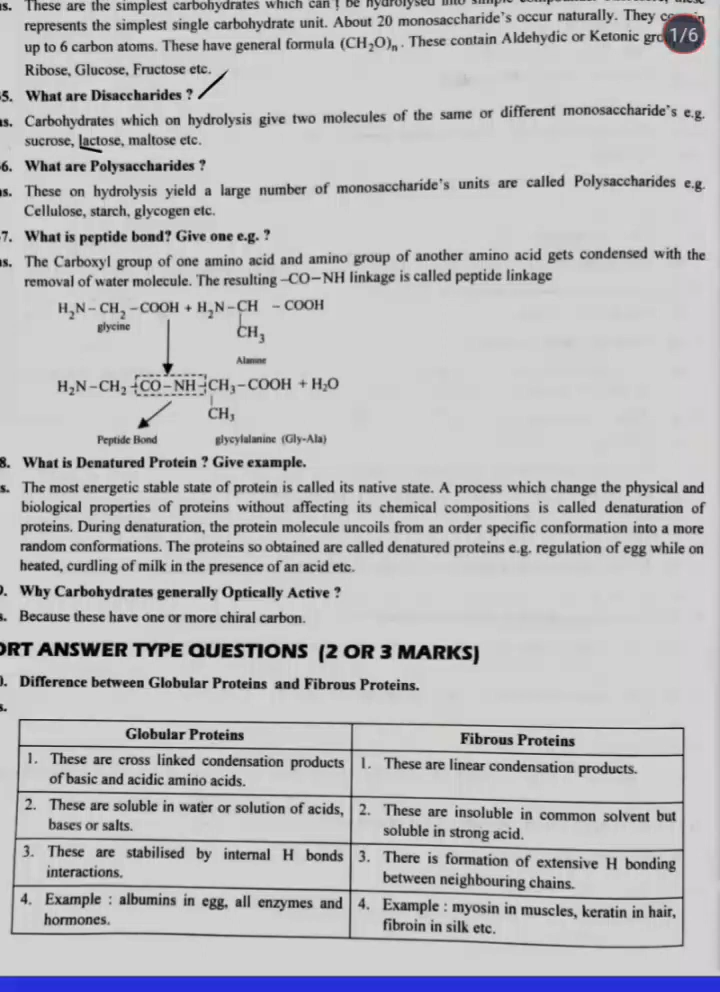 s. These are the simplest carbohydrates which can't be hydrolysed into simple
represents the simplest single carbohydrate unit. About 20 monosaccharide's occur naturally. They
up to 6 carbon atoms. These have general formula (CH₂O)ₙ. These contain Aldehydic or Ketonic
1/6
Ribose, Glucose, Fructose etc.
5. What are Disaccharides ?
s. Carbohydrates which on hydrolysis give two molecules of the same or different monosaccharide's e.g.
sucrose, lactose, maltose etc.
6. What are Polysaccharides ?
s. These on hydrolysis yield a large number of monosaccharide's units are called Polysaccharides e.g.
Cellulose, starch, glycogen etc.
7. What is peptide bond? Give one e.g. ?
s. The Carboxyl group of one amino acid and amino group of another amino acid gets condensed with the
removal of water molecule. The resulting –CO–NH linkage is called peptide linkage
H₂N – CH₂ – COOH + H₂N – CH – COOH
glycine
CH₃
Alanine
H₂N – CH₂ – CO – NH – CH₃ – COOH + H₂O
CH₃
Peptide Bond glycylalanine (Gly-Ala)
8. What is Denatured Protein ? Give example.
s. The most energetic stable state of protein is called its native state. A process which change the physical and
biological properties of proteins without affecting its chemical compositions is called denaturation of
proteins. During denaturation, the protein molecule uncoils from an order specific conformation into a more
random conformations. The proteins so obtained are called denatured proteins e.g. regulation of egg while on
heated, curdling of milk in the presence of an acid etc.
. Why Carbohydrates generally Optically Active ?
s. Because these have one or more chiral carbon.
ORT ANSWER TYPE QUESTIONS (2 OR 3 MARKS)
. Difference between Globular Proteins and Fibrous Proteins.
s.
Globular Proteins
Fibrous Proteins
1. These are cross linked condensation products
of basic and acidic amino acids.
1. These are linear condensation products.
2. These are soluble in water or solution of acids,
bases or salts.
2. These are insoluble in common solvent but
soluble in strong acid.
3. These are stabilised by internal H bonds
interactions.
3. There is formation of extensive H bonding
between neighbouring chains.
4. Example : albumins in egg, all enzymes and
hormones.
4. Example : myosin in muscles, keratin in hair,
fibroin in silk etc.